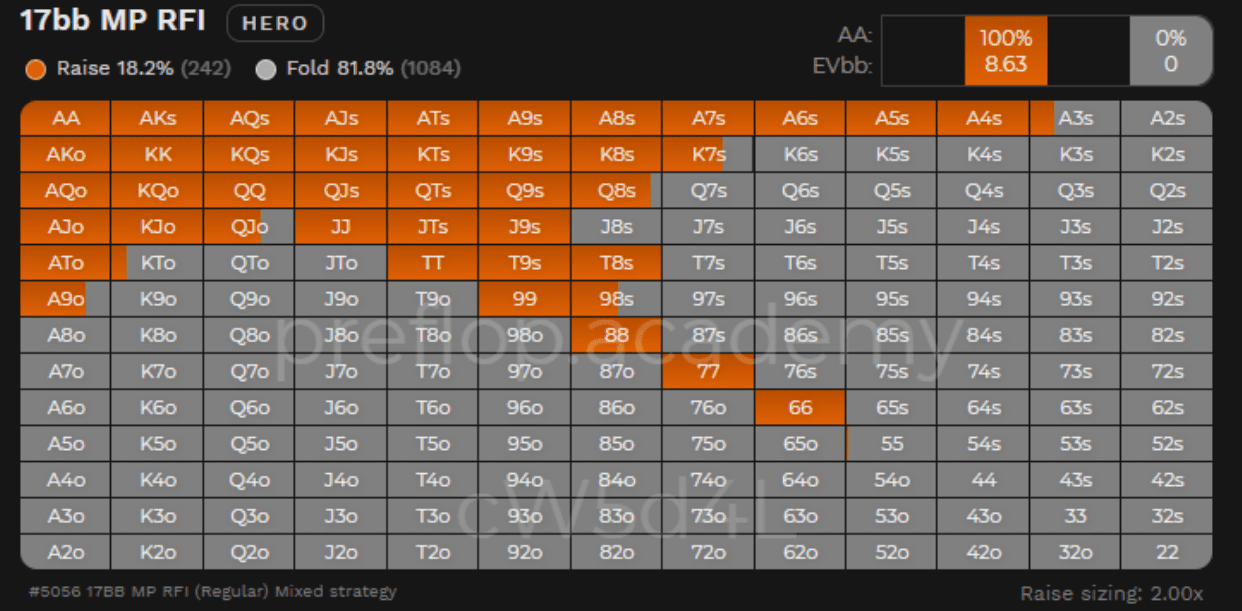 17bb MP RFI HERO
Raise 18.2% (242) Fold 81.8% (1084)
AA: 100% 0%
EVbb: 8.63 0
AA AKs AQs AJs ATs A9s A8s A7s A6s A5s A4s A3s A2s
AKo KK KQs KJs KTs K9s K8s K7s K6s K5s K4s K3s K2s
AQo KQo QQ QJs QTs Q9s Q8s Q7s Q6s Q5s Q4s Q3s Q2s
AJo KJo QJo JJ JTs J9s J8s J7s J6s J5s J4s J3s J2s
ATo KTo QTo JTo TT T9s T8s T7s T6s T5s T4s T3s T2s
A9o K9o Q9o J9o T9o 99 98s 97s 96s 95s 94s 93s 92s
A8o K8o Q8o J8o T8o 98o 88 87s 86s 85s 84s 83s 82s
preflop.academy
A7o K7o Q7o J7o T7o 97o 87o 77 76s 75s 74s 73s 72s
A6o K6o Q6o J6o T6o 96o 86o 76o 66 65s 64s 63s 62s
A5o K5o Q5o J5o T5o 95o 85o 75o 65o 55 54s 53s 52s
A4o K4o Q4o J4o T4o 94o 84o 74o 64o 54o 44 43s 42s
A3o K3o Q3o J3o T3o 93o 83o 73o 63o 53o 43o 33 32s
cW5d4L
A2o K2o Q2o J2o T2o 92o 82o 72o 62o 52o 42o 32o 22
#5056 17BB MP RFI (Regular) Mixed strategy
Raise sizing: 2.00x